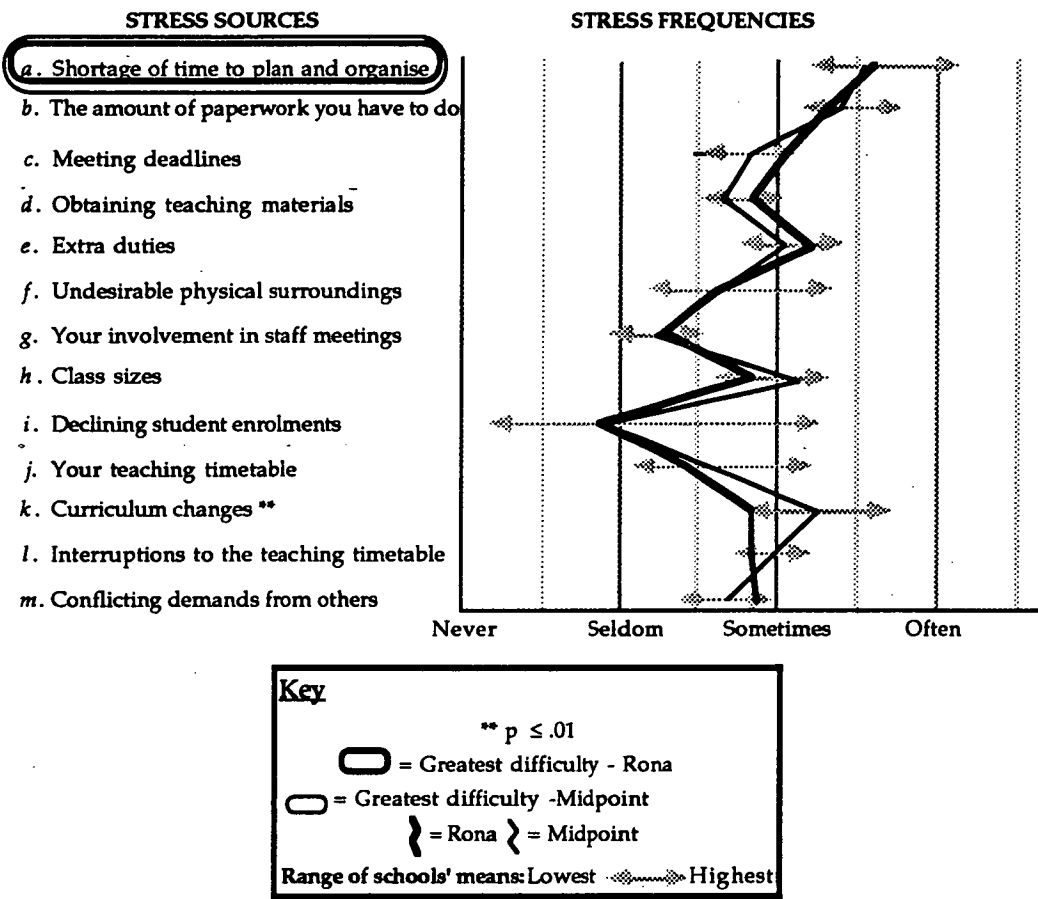 STRESS SOURCES STRESS FREQUENCIES
a. Shortage of time to plan and organise
b. The amount of paperwork you have to do
c. Meeting deadlines
d. Obtaining teaching materials
e. Extra duties
f. Undesirable physical surroundings
g. Your involvement in staff meetings
h. Class sizes
i. Declining student enrolments
j. Your teaching timetable
k. Curriculum changes **
l. Interruptions to the teaching timetable
m. Conflicting demands from others
Never Seldom Sometimes Often
Key
** p ≤ .01
= Greatest difficulty - Rona
= Greatest difficulty -Midpoint
= Rona = Midpoint
Range of schools' means: Lowest Highest